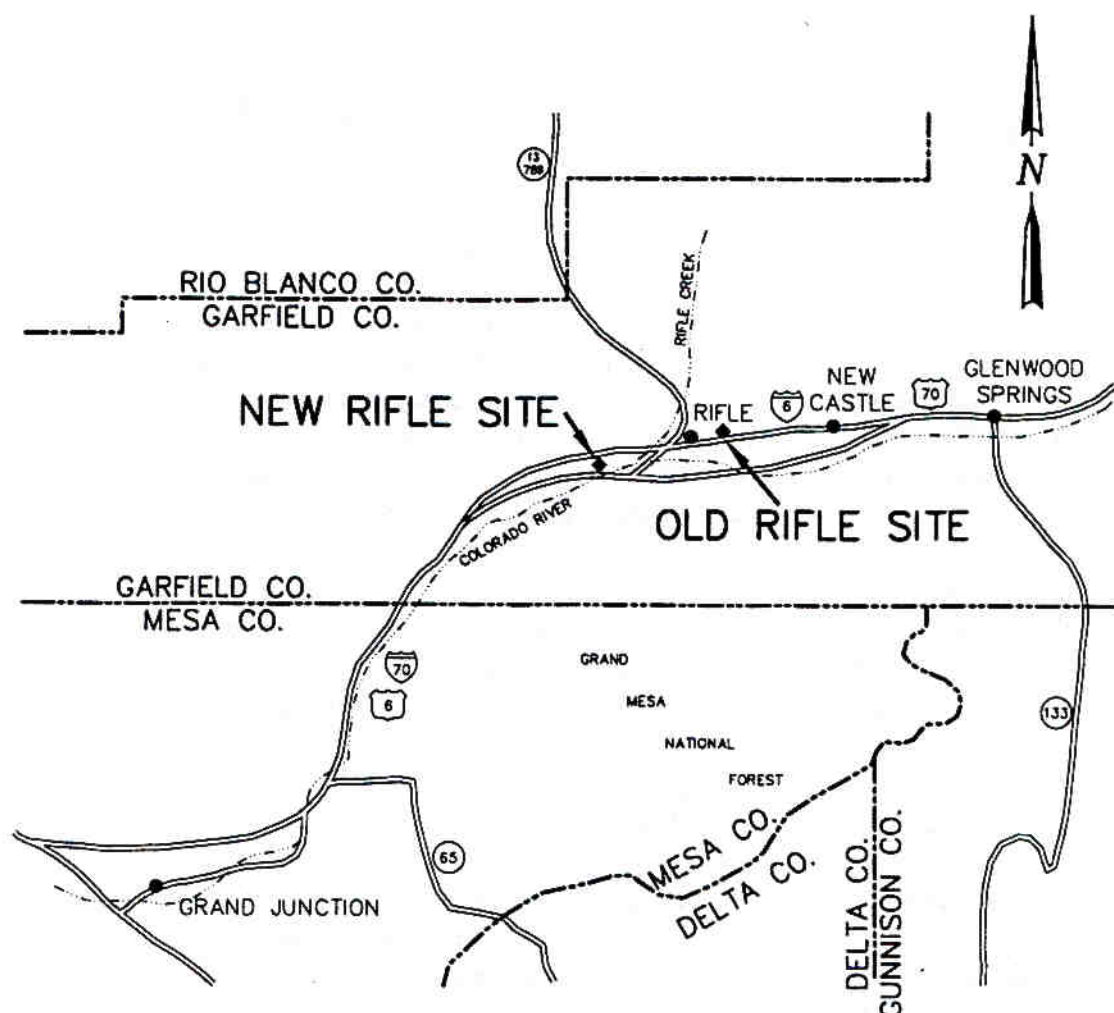 N
13
789
RIO BLANCO CO.
GARFIELD CO.
RIFLE CREEK
NEW RIFLE SITE
RIFLE
6
NEW
CASTLE
70
GLENWOOD
SPRINGS
OLD RIFLE SITE
COLORADO RIVER
GARFIELD CO.
MESA CO.
70
6
GRAND
MESA
NATIONAL
FOREST
133
MESA CO.
DELTA CO.
65
GRAND JUNCTION
DELTA CO.
GUNNISON CO.